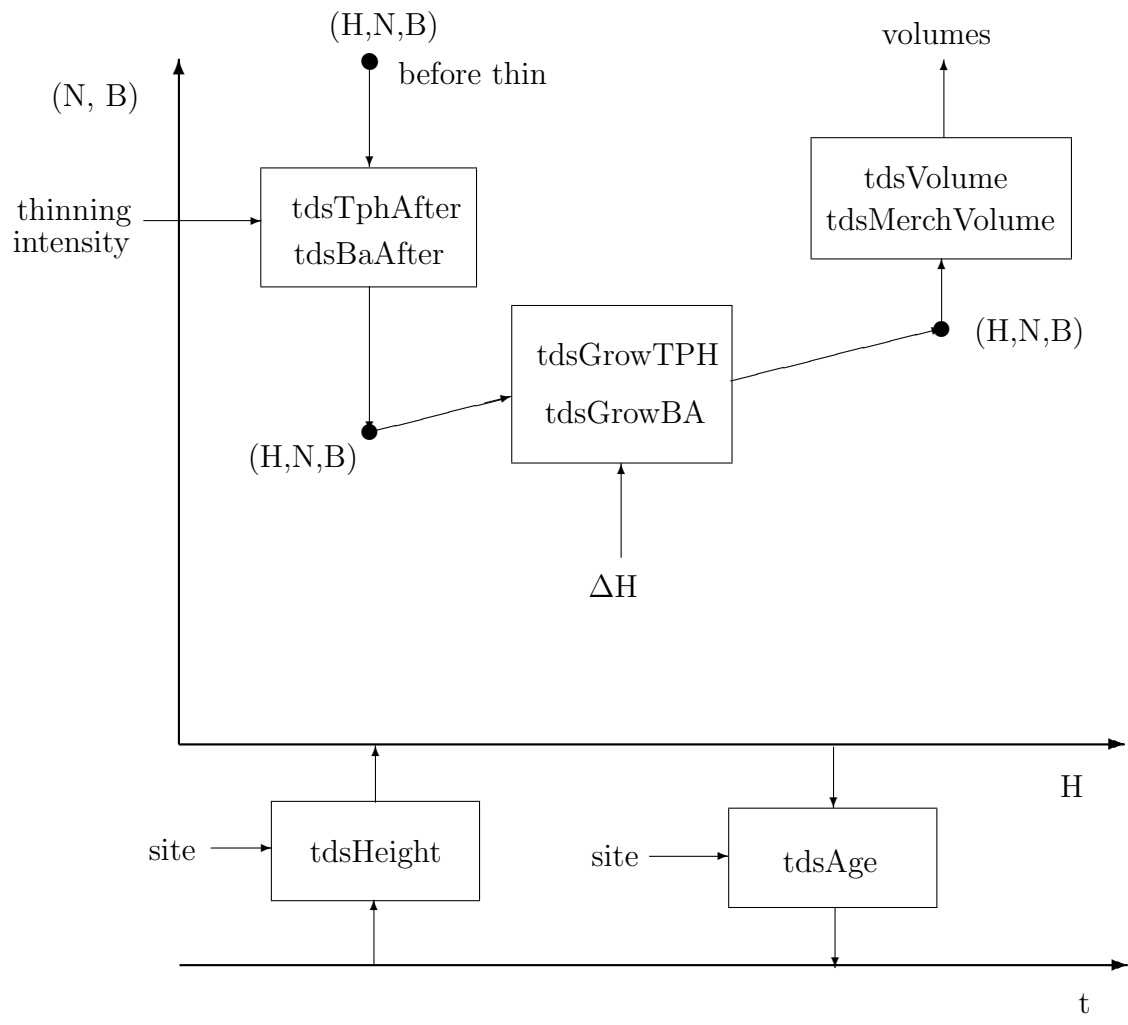 (H,N,B)
before thin
volumes
(N, B)
thinning
intensity
tdsTphAfter
tdsBaAfter
tdsVolume
tdsMerchVolume
tdsGrowTPH
tdsGrowBA
(H,N,B)
(H,N,B)
ΔH
H
site
tdsHeight
site
tdsAge
t